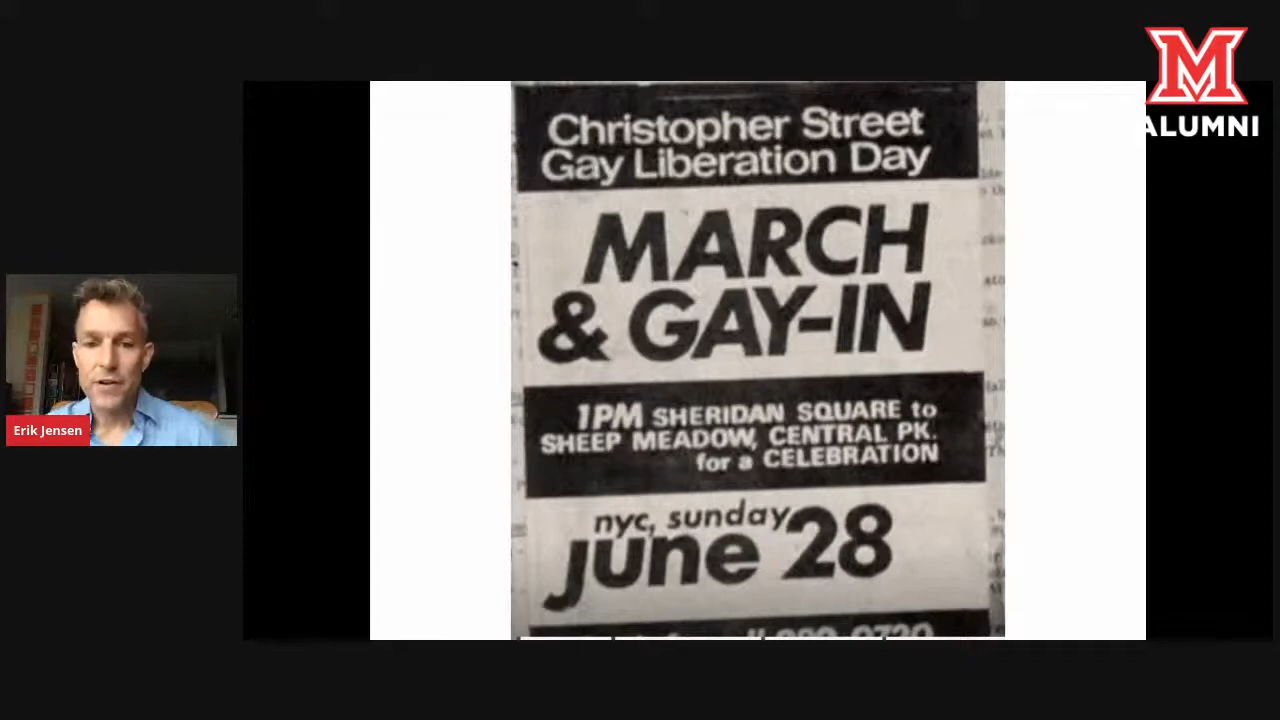 M
ALUMNI
Christopher Street
Gay Liberation Day
MARCH
& GAY-IN
1PM SHERIDAN SQUARE to
SHEEP MEADOW, CENTRAL PK.
for a CELEBRATION
nyc, sunday
june 28
Erik Jensen